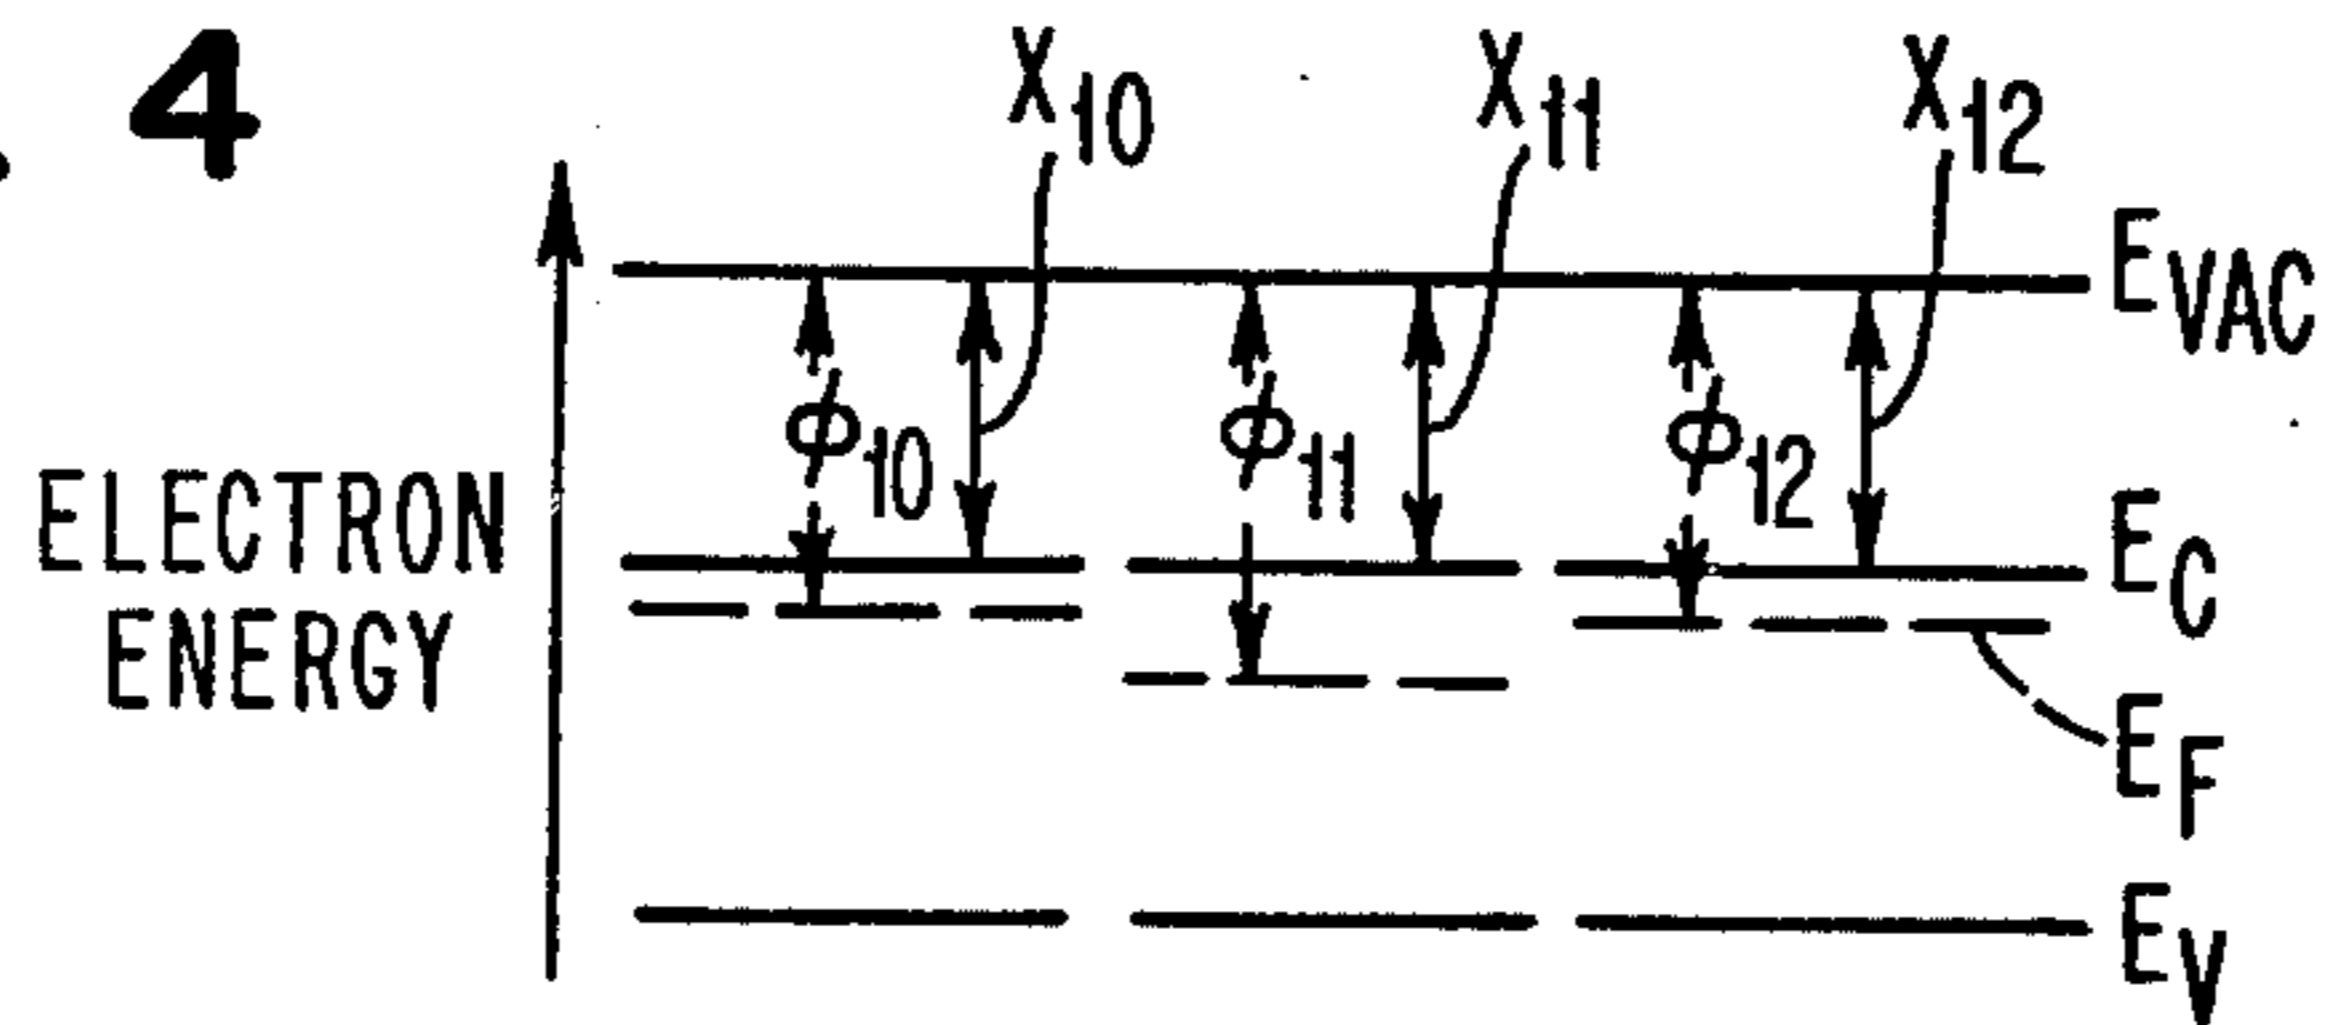 4
X10 X11 X12
EVAC
ϕ10 ϕ11 ϕ12
ELECTRON
ENERGY
EC
EF
EV